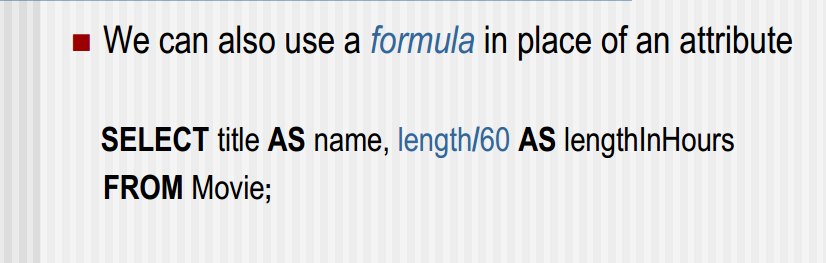 We can also use a formula in place of an attribute
SELECT title AS name, length/60 AS lengthInHours
FROM Movie;